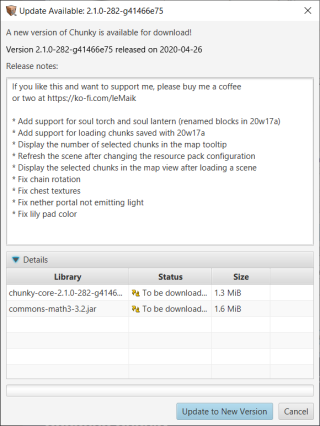 Update Available: 2.1.0-282-g41466e75
A new version of Chunky is available for download!
Version 2.1.0-282-g41466e75 released on 2020-04-26
Release notes:
If you like this and want to support me, please buy me a coffee
or two at https://ko-fi.com/leMaik
* Add support for soul torch and soul lantern (renamed blocks in 20w17a)
* Add support for loading chunks saved with 20w17a
* Display the number of selected chunks in the map tooltip
* Refresh the scene after changing the resource pack configuration
* Display the selected chunks in the map view after loading a scene
* Fix chain rotation
* Fix chest textures
* Fix nether portal not emitting light
* Fix lily pad color
Details
Library Status Size
chunky-core-2.1.0-282-g4146... To be download... 1.3 MiB
commons-math3-3.2.jar To be download... 1.6 MiB
Update to New Version Cancel